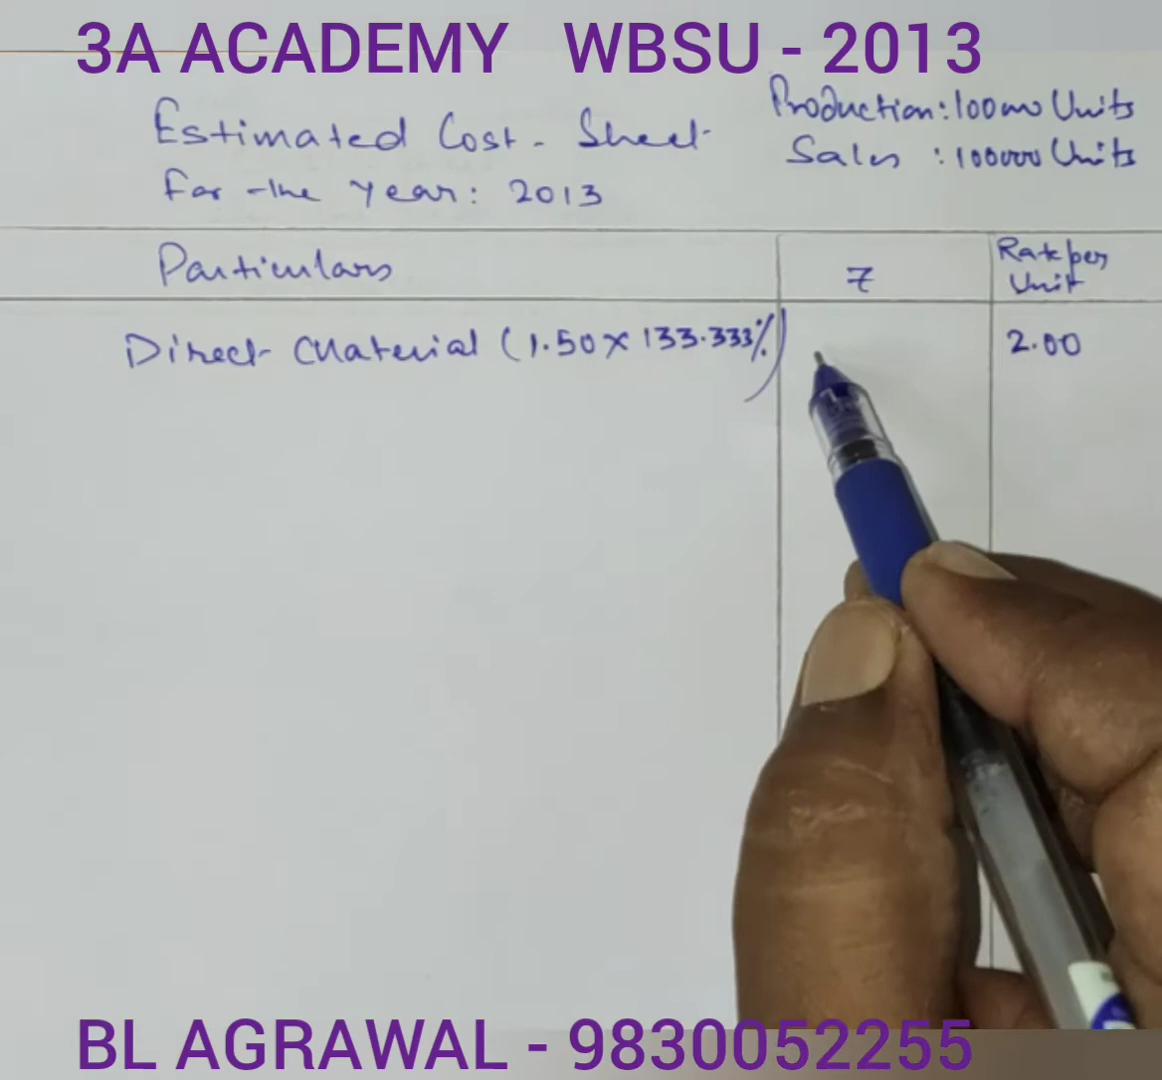 3A ACADEMY WBSU - 2013
Estimated Cost - Sheet
For the Year: 2013
Production: 100000 Units
Sales : 100000 Units
Particulars
₹
Rate per
Unit
Direct Material (1.50 × 133.333%)
2.00
BL AGRAWAL - 9830052255